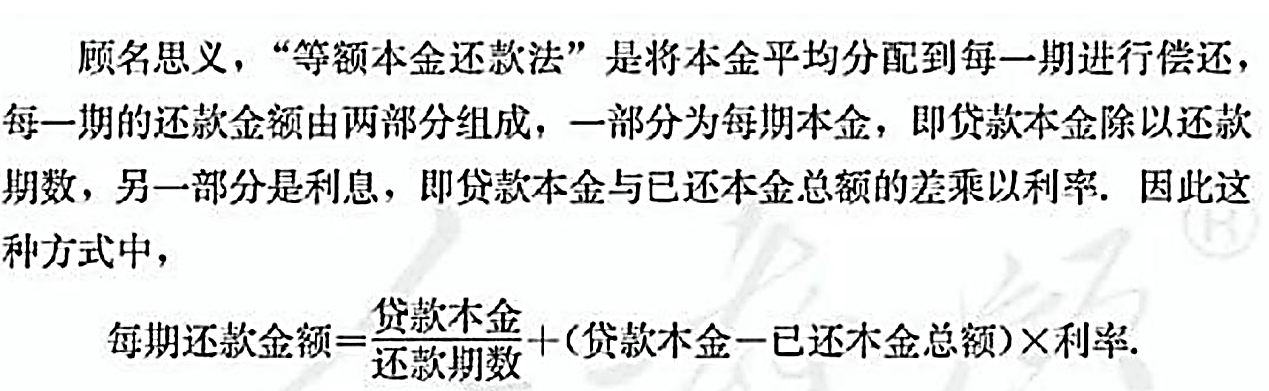 顾名思义，“等额本金还款法”是将本金平均分配到每一期进行偿还，
每一期的还款金额由两部分组成，一部分为每期本金，即贷款本金除以还款
期数，另一部分是利息，即贷款本金与已还本金总额的差乘以利率．因此这
种方式中，
每期还款金额＝贷款本金/还款期数＋(贷款本金－已还本金总额)×利率.